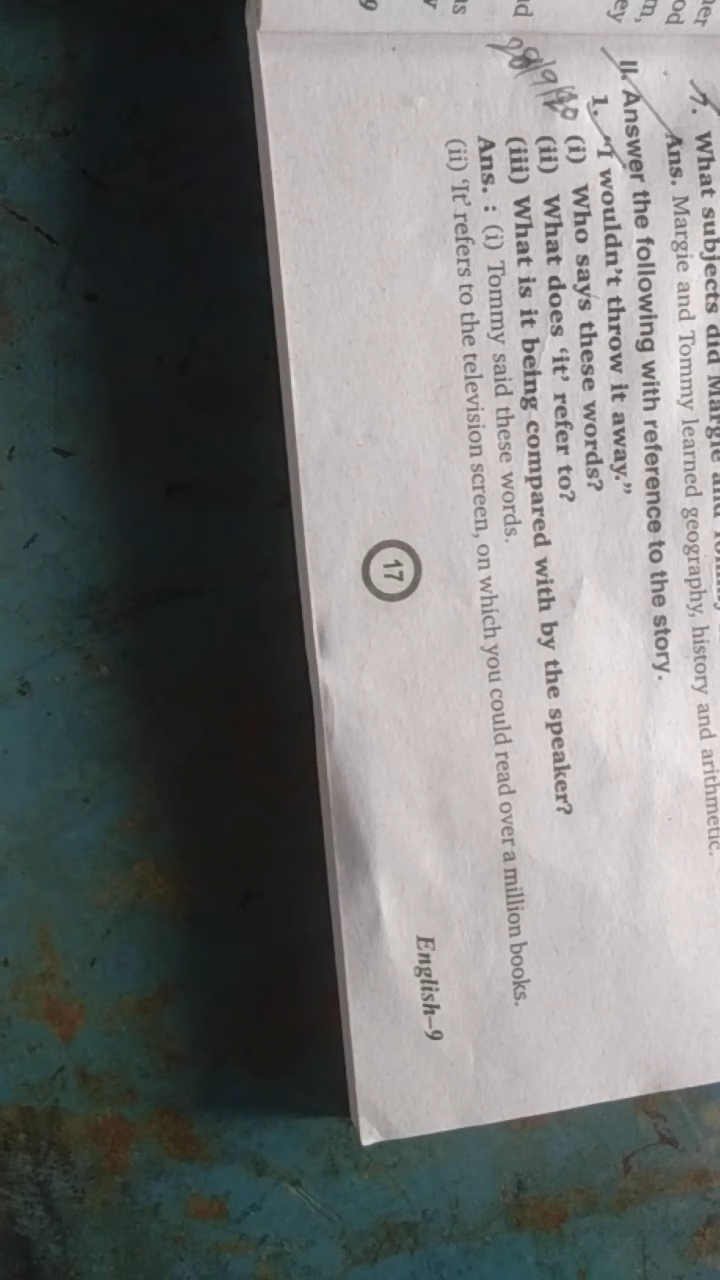 7. What subjects did Margie and
Ans. Margie and Tommy learned geography, history and arithmetic.
II. Answer the following with reference to the story.
1. “I wouldn’t throw it away.”
(i) Who says these words?
(ii) What does ‘it’ refer to?
(iii) What is it being compared with by the speaker?
Ans. : (i) Tommy said these words.
(ii) ‘It’ refers to the television screen, on which you could read over a million books.
17
English–9